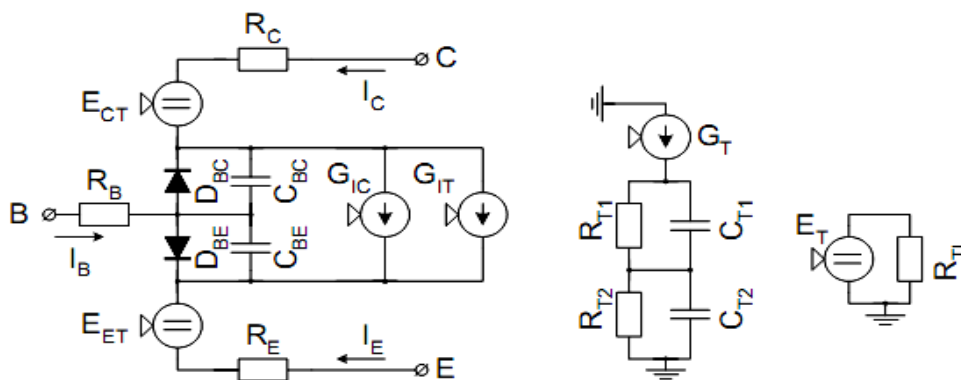 R_C
C
I_C
E_CT
G_T
R_B
D_BC
C_BC
G_IC
G_IT
B
I_B
D_BE
C_BE
R_T1
C_T1
E_T
R_TL
R_T2
C_T2
E_ET
R_E
I_E
E